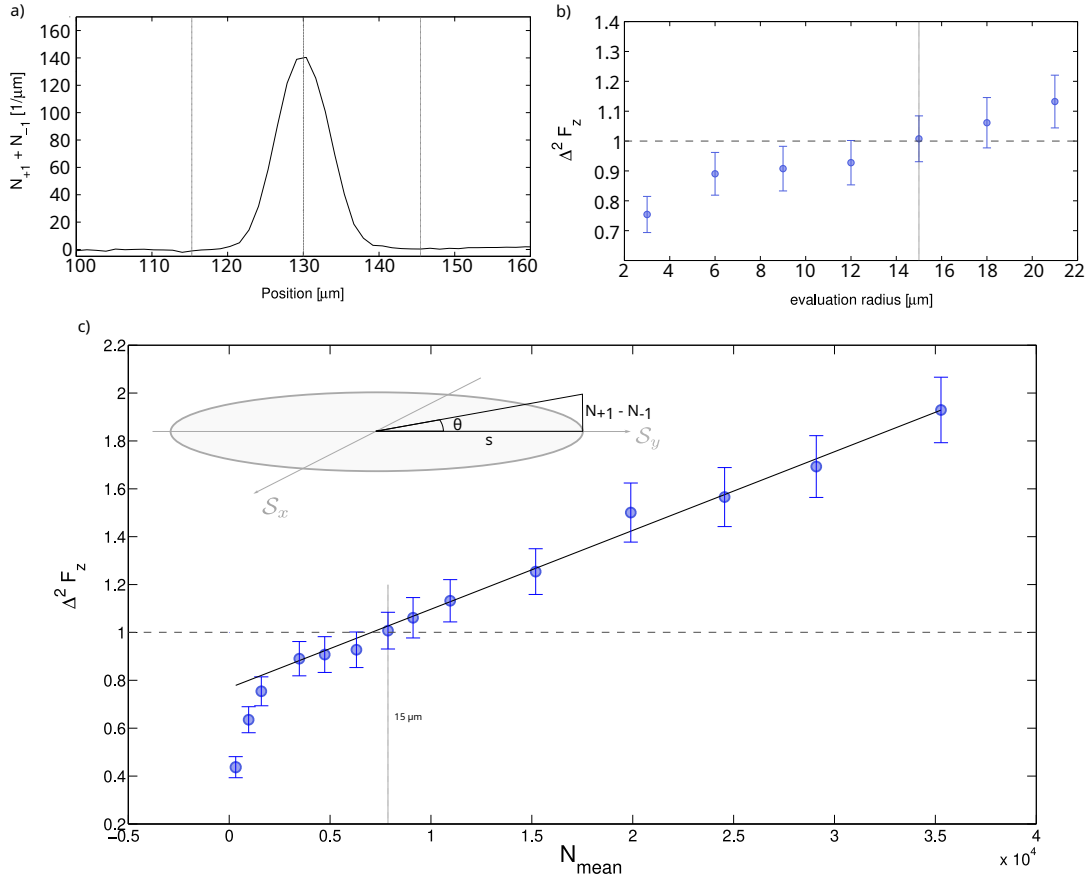 a)
N+1 + N−1 [1/μm]
160
140
120
100
80
60
40
20
0
100 110 120 130 140 150 160
Position [μm]
b)
Δ² Fz
1.4
1.3
1.2
1.1
1
0.9
0.8
0.7
2 4 6 8 10 12 14 16 18 20 22
evaluation radius [μm]
c)
Δ² Fz
2.2
2
1.8
1.6
1.4
1.2
1
0.8
0.6
0.4
0.2
N+1 - N-1
θ
s
Sy
Sx
15 μm
−0.5 0 0.5 1 1.5 2 2.5 3 3.5 4
x 10⁴
Nmean